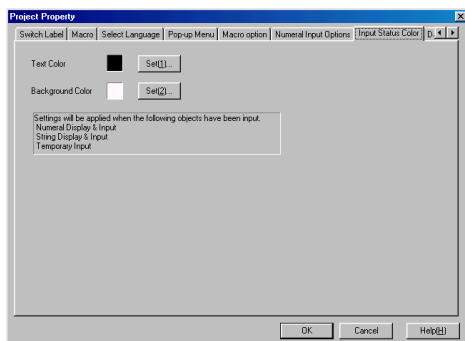 Project Property
Switch Label Macro Select Language Pop-up Menu Macro option Numeral Input Options Input Status Color D.
Text Color Set(1)...
Background Color Set(2)...
Settings will be applied when the following objects have been input.
Numeral Display & Input
String Display & Input
Temporary Input
OK Cancel Help(H)